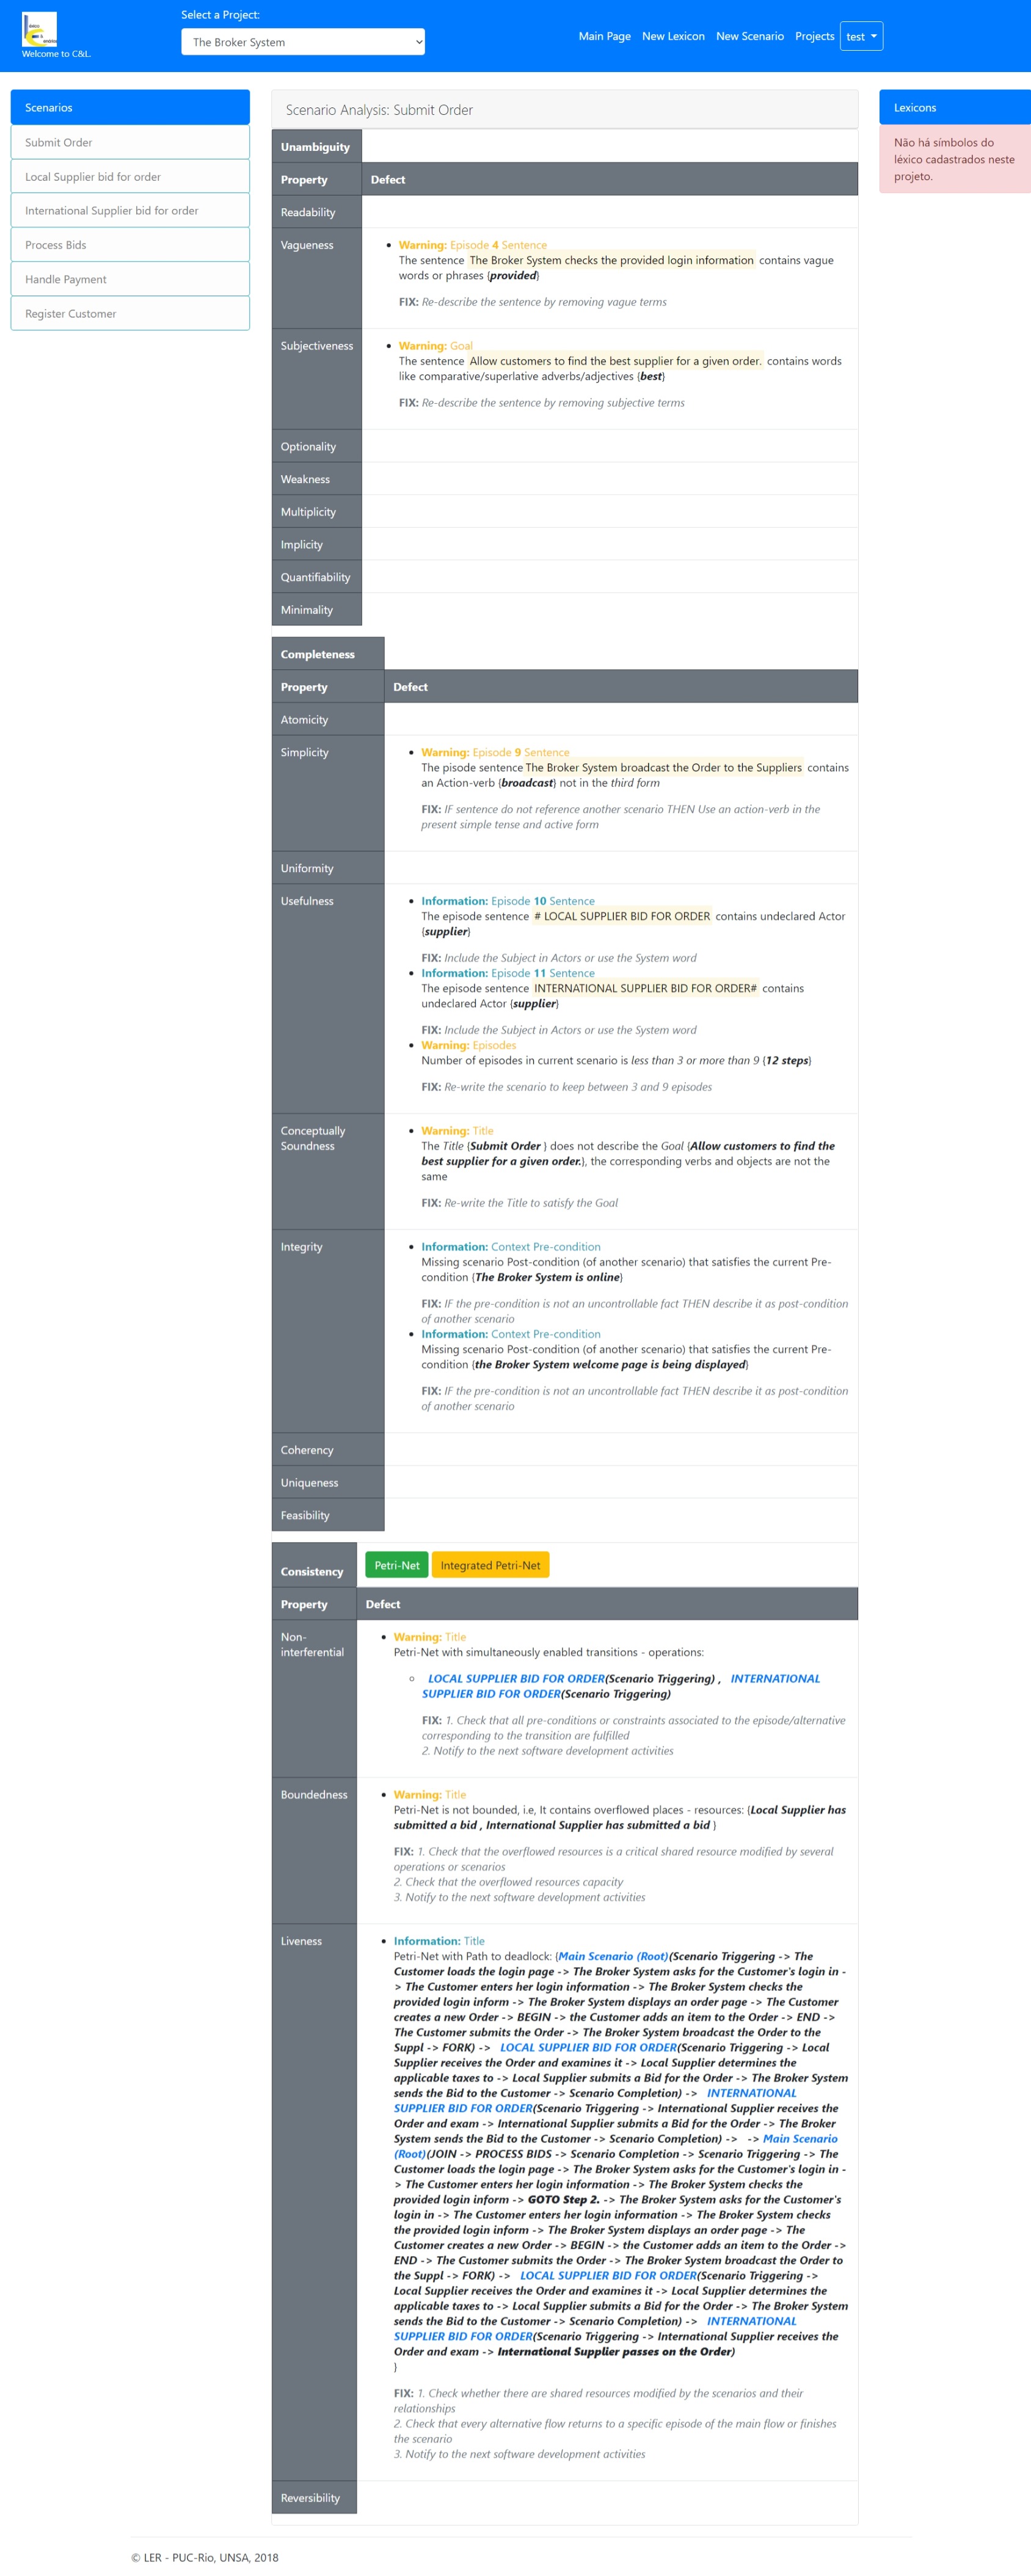 Select a Project:
The Broker System
Welcome to C&L.
Main Page New Lexicon New Scenario Projects test
Scenarios
Submit Order
Local Supplier bid for order
International Supplier bid for order
Process Bids
Handle Payment
Register Customer
Scenario Analysis: Submit Order
Unambiguity
Property Defect
Readability
Vagueness
Warning: Episode 4 Sentence
The sentence The Broker System checks the provided login information contains vague
words or phrases {provided}
FIX: Re-describe the sentence by removing vague terms
Subjectiveness
Warning: Goal
The sentence Allow customers to find the best supplier for a given order. contains words
like comparative/superlative adverbs/adjectives {best}
FIX: Re-describe the sentence by removing subjective terms
Optionality
Weakness
Multiplicity
Implicity
Quantifiability
Minimality
Completeness
Property Defect
Atomicity
Simplicity
Warning: Episode 9 Sentence
The pisode sentence The Broker System broadcast the Order to the Suppliers contains
an Action-verb {broadcast} not in the third form
FIX: IF sentence do not reference another scenario THEN Use an action-verb in the
present simple tense and active form
Uniformity
Usefulness
Information: Episode 10 Sentence
The episode sentence # LOCAL SUPPLIER BID FOR ORDER contains undeclared Actor
{supplier}
FIX: Include the Subject in Actors or use the System word
Information: Episode 11 Sentence
The episode sentence INTERNATIONAL SUPPLIER BID FOR ORDER# contains
undeclared Actor {supplier}
FIX: Include the Subject in Actors or use the System word
Warning: Episodes
Number of episodes in current scenario is less than 3 or more than 9 {12 steps}
FIX: Re-write the scenario to keep between 3 and 9 episodes
Conceptually
Soundness
Warning: Title
The Title {Submit Order } does not describe the Goal {Allow customers to find the
best supplier for a given order.}, the corresponding verbs and objects are not the
same
FIX: Re-write the Title to satisfy the Goal
Integrity
Information: Context Pre-condition
Missing scenario Post-condition (of another scenario) that satisfies the current Pre-
condition {The Broker System is online}
FIX: IF the pre-condition is not an uncontrollable fact THEN describe it as post-condition
of another scenario
Information: Context Pre-condition
Missing scenario Post-condition (of another scenario) that satisfies the current Pre-
condition {the Broker System welcome page is being displayed}
FIX: IF the pre-condition is not an uncontrollable fact THEN describe it as post-condition
of another scenario
Coherency
Uniqueness
Feasibility
Consistency Petri-Net Integrated Petri-Net
Property Defect
Non-
interferential
Warning: Title
Petri-Net with simultaneously enabled transitions - operations:
LOCAL SUPPLIER BID FOR ORDER(Scenario Triggering) , INTERNATIONAL
SUPPLIER BID FOR ORDER(Scenario Triggering)
FIX: 1. Check that all pre-conditions or constraints associated to the episode/alternative
corresponding to the transition are fulfilled
2. Notify to the next software development activities
Boundedness
Warning: Title
Petri-Net is not bounded, i.e, It contains overflowed places - resources: {Local Supplier has
submitted a bid , International Supplier has submitted a bid }
FIX: 1. Check that the overflowed resources is a critical shared resource modified by several
operations or scenarios
2. Check that the overflowed resources capacity
3. Notify to the next software development activities
Liveness
Information: Title
Petri-Net with Path to deadlock: {Main Scenario (Root)(Scenario Triggering -> The
Customer loads the login page -> The Broker System asks for the Customer's login in -
> The Customer enters her login information -> The Broker System checks the
provided login inform -> The Broker System displays an order page -> The Customer
creates a new Order -> BEGIN -> the Customer adds an item to the Order -> END ->
The Customer submits the Order -> The Broker System broadcast the Order to the
Suppl -> FORK) -> LOCAL SUPPLIER BID FOR ORDER(Scenario Triggering -> Local
Supplier receives the Order and examines it -> Local Supplier determines the
applicable taxes to -> Local Supplier submits a Bid for the Order -> The Broker System
sends the Bid to the Customer -> Scenario Completion) -> INTERNATIONAL
SUPPLIER BID FOR ORDER(Scenario Triggering -> International Supplier receives the
Order and exam -> International Supplier submits a Bid for the Order -> The Broker
System sends the Bid to the Customer -> Scenario Completion) -> -> Main Scenario
(Root)(JOIN -> PROCESS BIDS -> Scenario Completion -> Scenario Triggering -> The
Customer loads the login page -> The Broker System asks for the Customer's login in -
> The Customer enters her login information -> The Broker System checks the
provided login inform -> GOTO Step 2. -> The Broker System asks for the Customer's
login in -> The Customer enters her login information -> The Broker System checks
the provided login inform -> The Broker System displays an order page -> The
Customer creates a new Order -> BEGIN -> the Customer adds an item to the Order ->
END -> The Customer submits the Order -> The Broker System broadcast the Order to
the Suppl -> FORK) -> LOCAL SUPPLIER BID FOR ORDER(Scenario Triggering ->
Local Supplier receives the Order and examines it -> Local Supplier determines the
applicable taxes to -> Local Supplier submits a Bid for the Order -> The Broker System
sends the Bid to the Customer -> Scenario Completion) -> INTERNATIONAL
SUPPLIER BID FOR ORDER(Scenario Triggering -> International Supplier receives the
Order and exam -> International Supplier passes on the Order)
}
FIX: 1. Check whether there are shared resources modified by the scenarios and their
relationships
2. Check that every alternative flow returns to a specific episode of the main flow or finishes
the scenario
3. Notify to the next software development activities
Reversibility
Lexicons
Não há símbolos do
léxico cadastrados neste
projeto.
© LER - PUC-Rio, UNSA, 2018